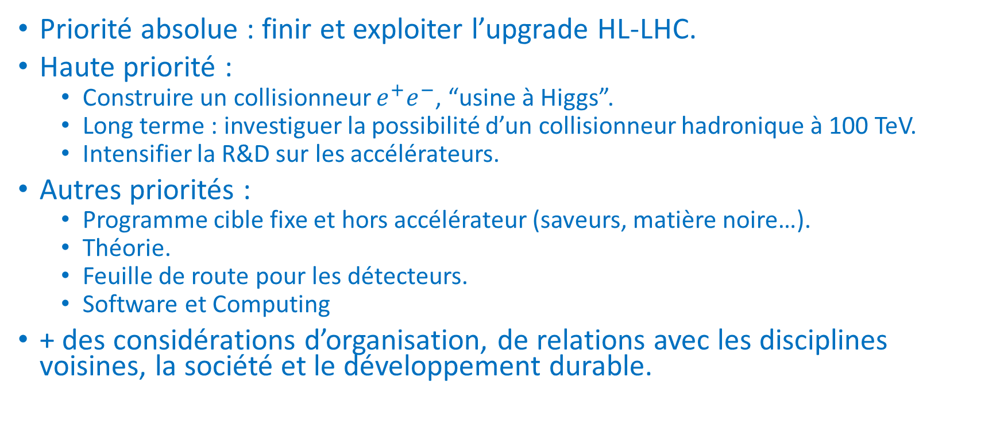 • Priorité absolue : finir et exploiter l’upgrade HL-LHC.
• Haute priorité :
• Construire un collisionneur e⁺e⁻, “usine à Higgs”.
• Long terme : investiguer la possibilité d’un collisionneur hadronique à 100 TeV.
• Intensifier la R&D sur les accélérateurs.
• Autres priorités :
• Programme cible fixe et hors accélérateur (saveurs, matière noire…).
• Théorie.
• Feuille de route pour les détecteurs.
• Software et Computing
• + des considérations d’organisation, de relations avec les disciplines
voisines, la société et le développement durable.